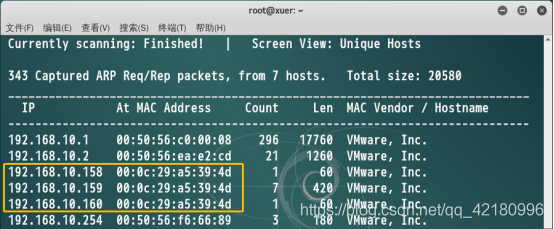 root@xuer: ~
文件(F) 编辑(E) 查看(V) 搜索(S) 终端(T) 帮助(H)
Currently scanning: Finished! | Screen View: Unique Hosts
343 Captured ARP Req/Rep packets, from 7 hosts. Total size: 20580
IP At MAC Address Count Len MAC Vendor / Hostname
192.168.10.1 00:50:56:c0:00:08 296 17760 VMware, Inc.
192.168.10.2 00:50:56:ea:e2:cd 21 1260 VMware, Inc.
192.168.10.158 00:0c:29:a5:39:4d 1 60 VMware, Inc.
192.168.10.159 00:0c:29:a5:39:4d 7 420 VMware, Inc.
192.168.10.160 00:0c:29:a5:39:4d 1 60 VMware, Inc.
192.168.10.254 00:50:56:f6:66:89 3 180 VMware, Inc.
https://blog.csdn.net/qq_42180996